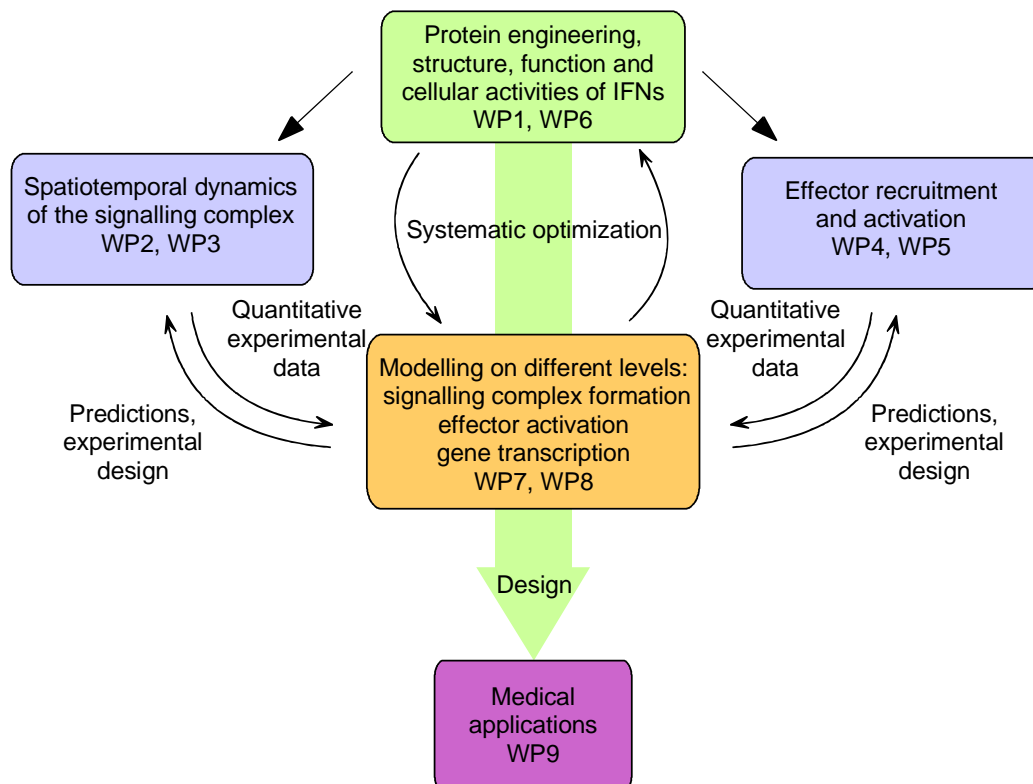 Protein engineering,
structure, function and
cellular activities of IFNs
WP1, WP6
Spatiotemporal dynamics
of the signalling complex
WP2, WP3
Effector recruitment
and activation
WP4, WP5
Systematic optimization
Quantitative
experimental
data
Quantitative
experimental
data
Predictions,
experimental
design
Modelling on different levels:
signalling complex formation
effector activation
gene transcription
WP7, WP8
Predictions,
experimental
design
Design
Medical
applications
WP9